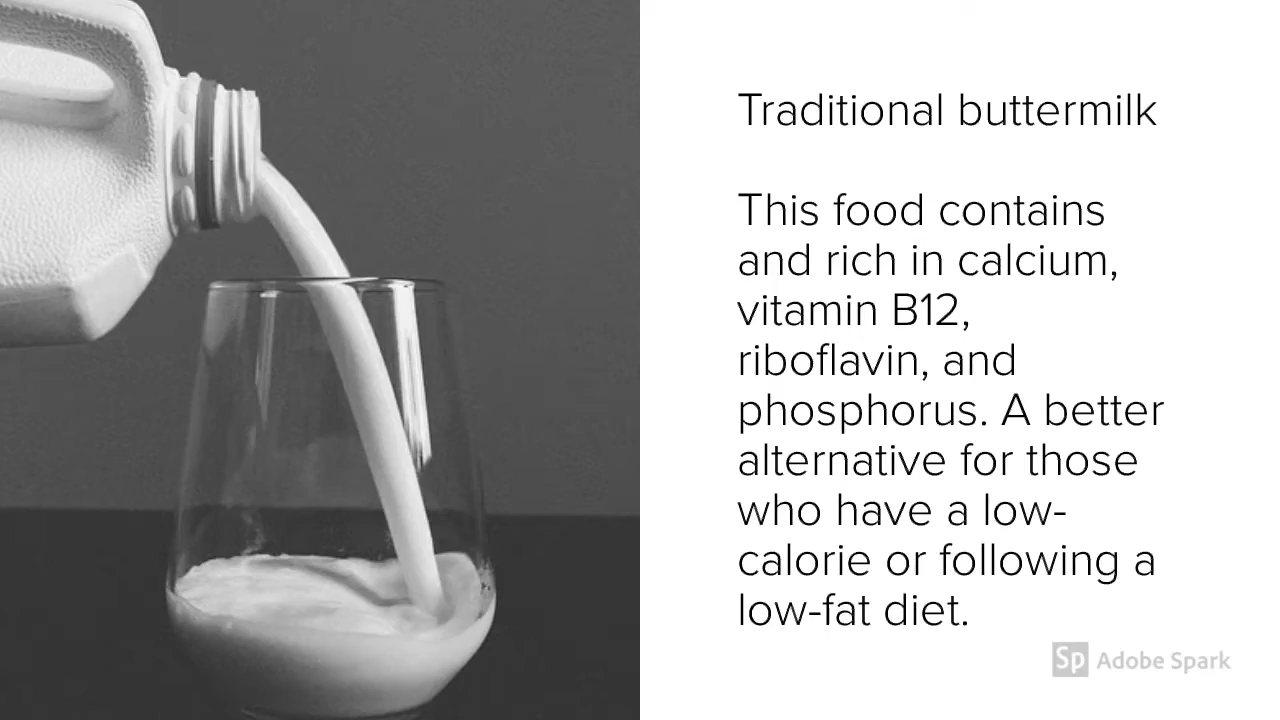 Traditional buttermilk
This food contains
and rich in calcium,
vitamin B12,
riboflavin, and
phosphorus. A better
alternative for those
who have a low-
calorie or following a
low-fat diet.
Sp Adobe Spark